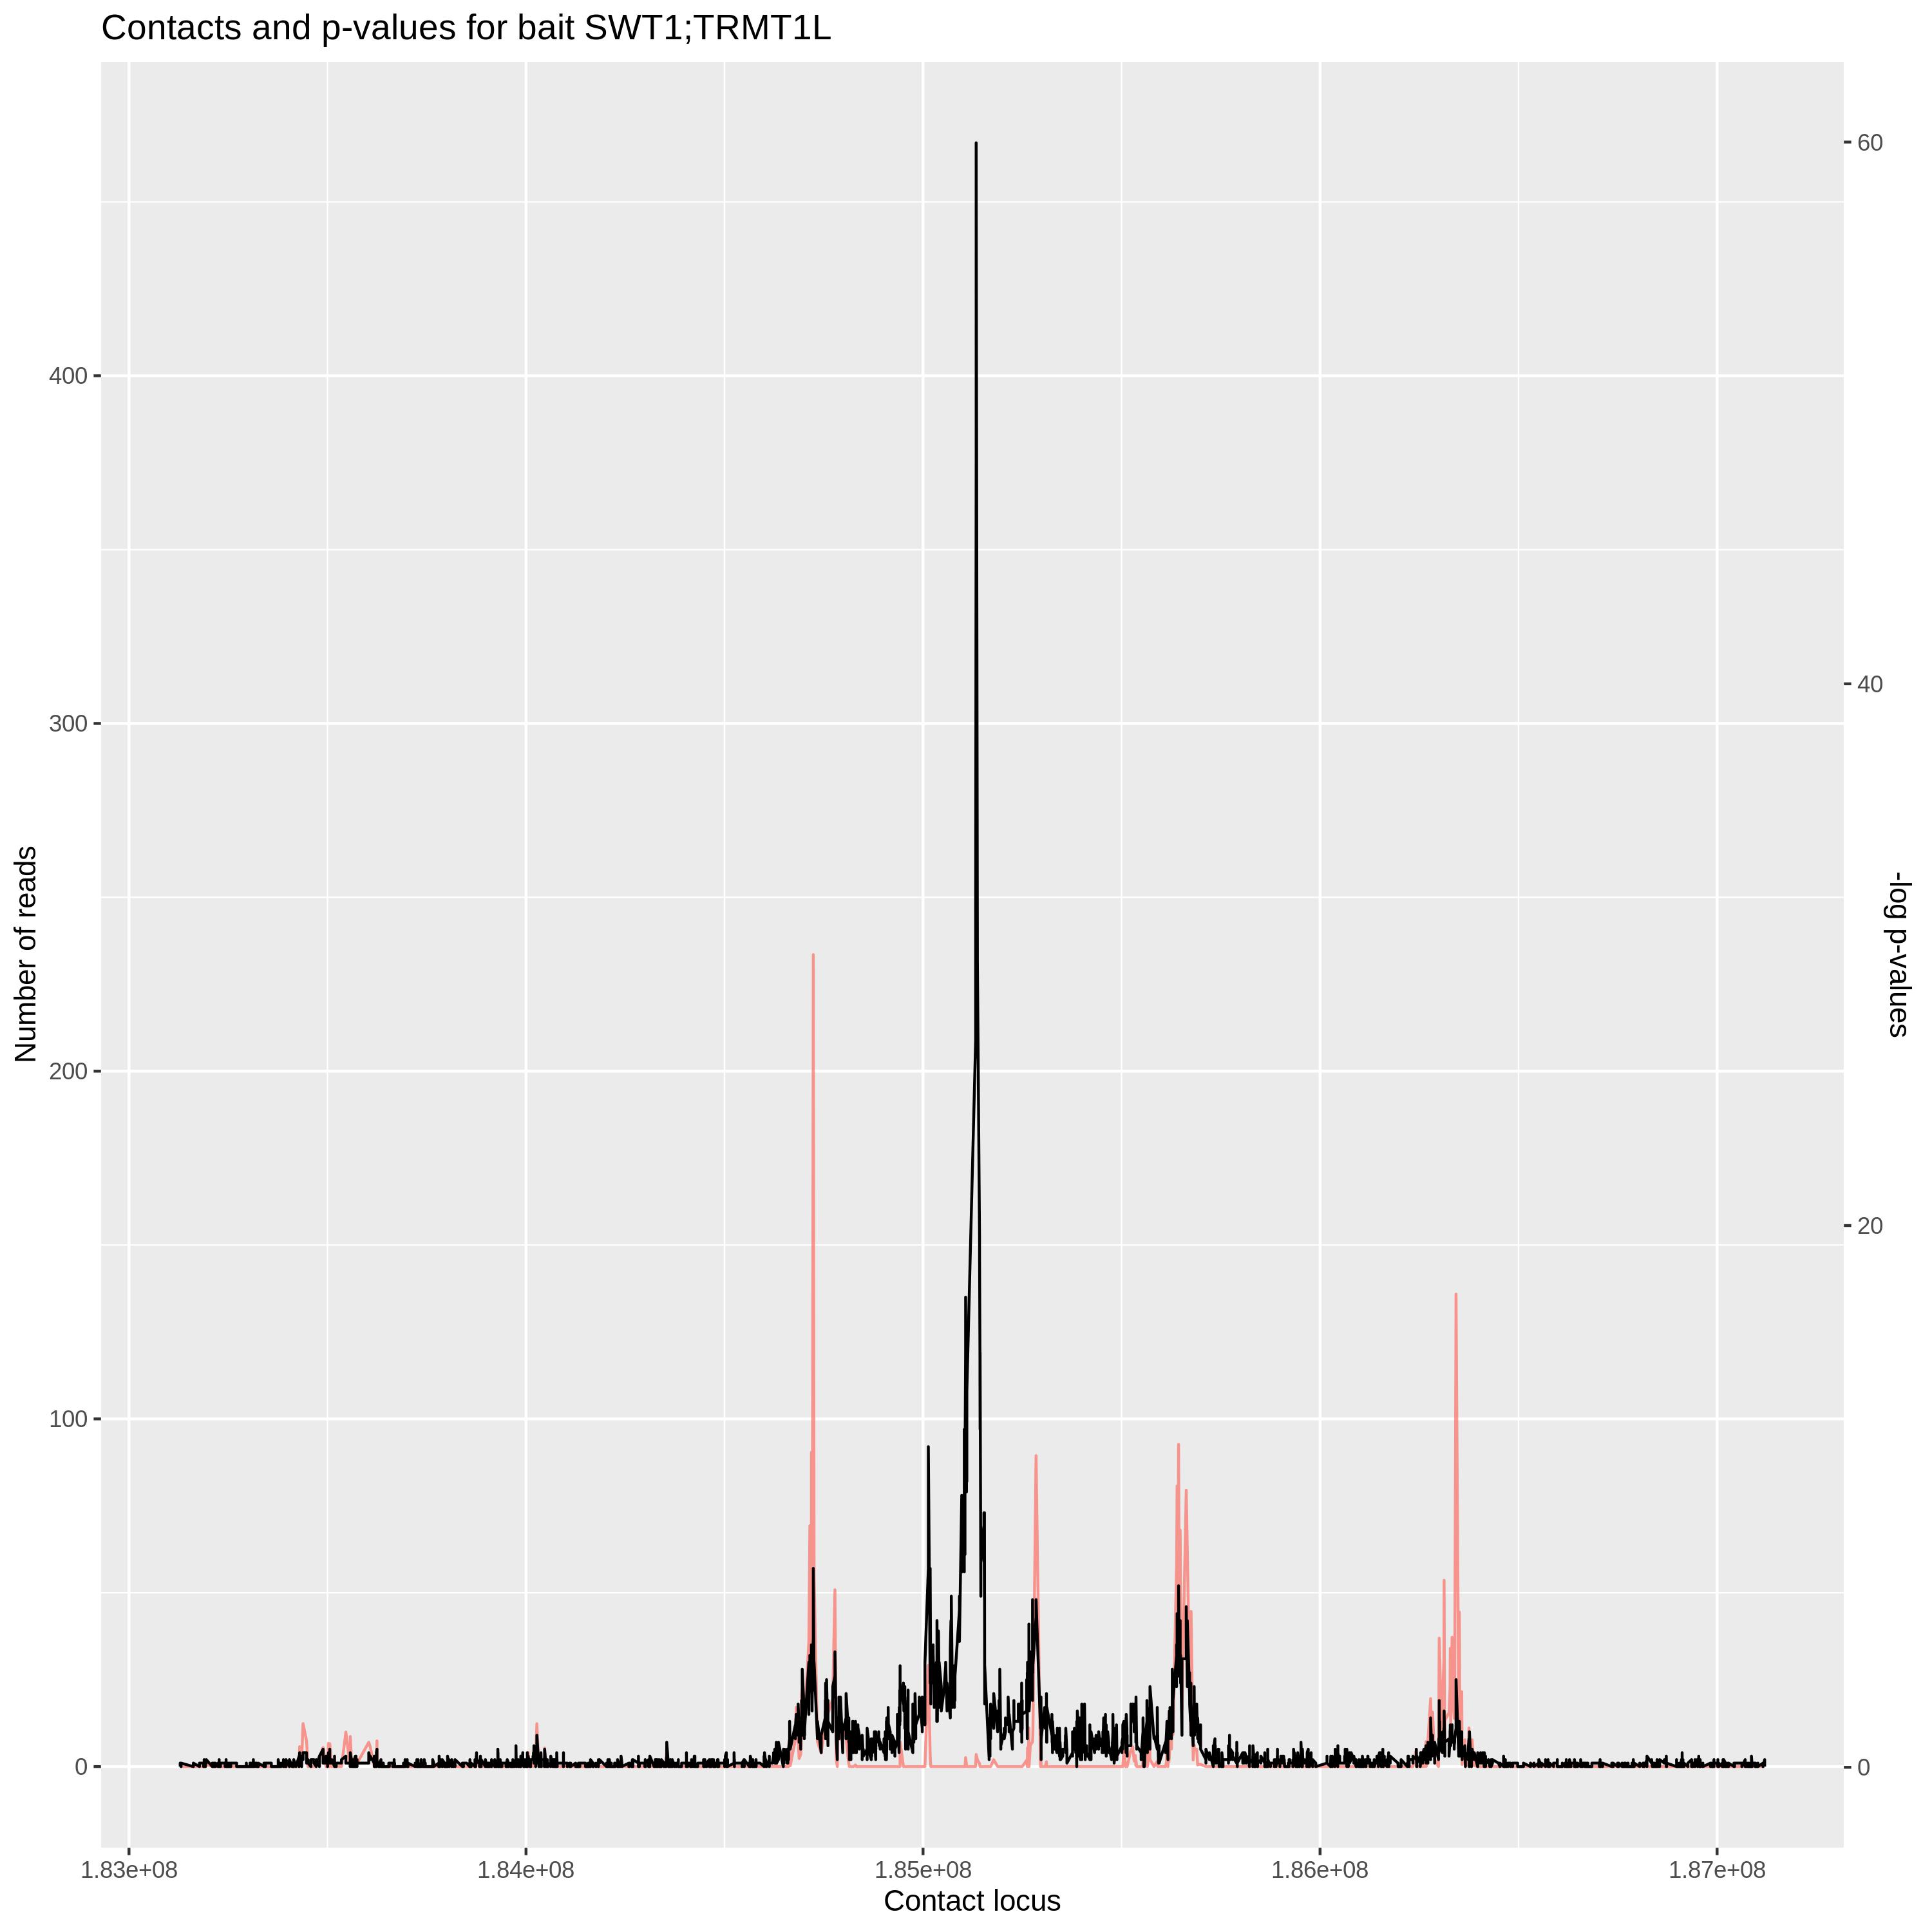 Contacts and p-values for bait SWT1;TRMT1L
60
400
40
300
Number of reads
-log p-values
200
20
100
0
0
1.83e+08
1.84e+08
1.85e+08
1.86e+08
1.87e+08
Contact locus